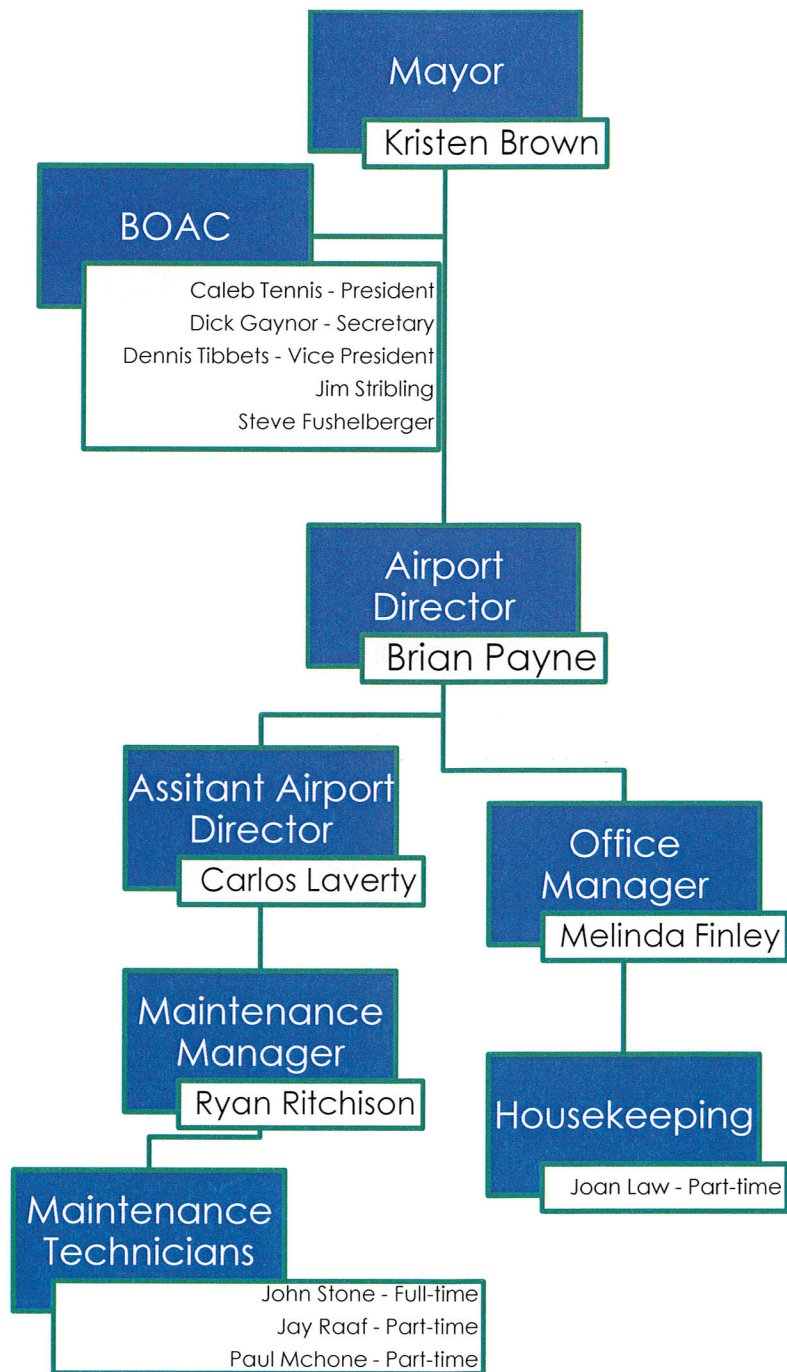 Mayor
Kristen Brown
BOAC
Caleb Tennis - President
Dick Gaynor - Secretary
Dennis Tibbets - Vice President
Jim Stribling
Steve Fushelberger
Airport
Director
Brian Payne
Assitant Airport
Director
Carlos Laverty
Office
Manager
Melinda Finley
Maintenance
Manager
Ryan Ritchison
Housekeeping
Joan Law - Part-time
Maintenance
Technicians
John Stone - Full-time
Jay Raaf - Part-time
Paul Mchone - Part-time